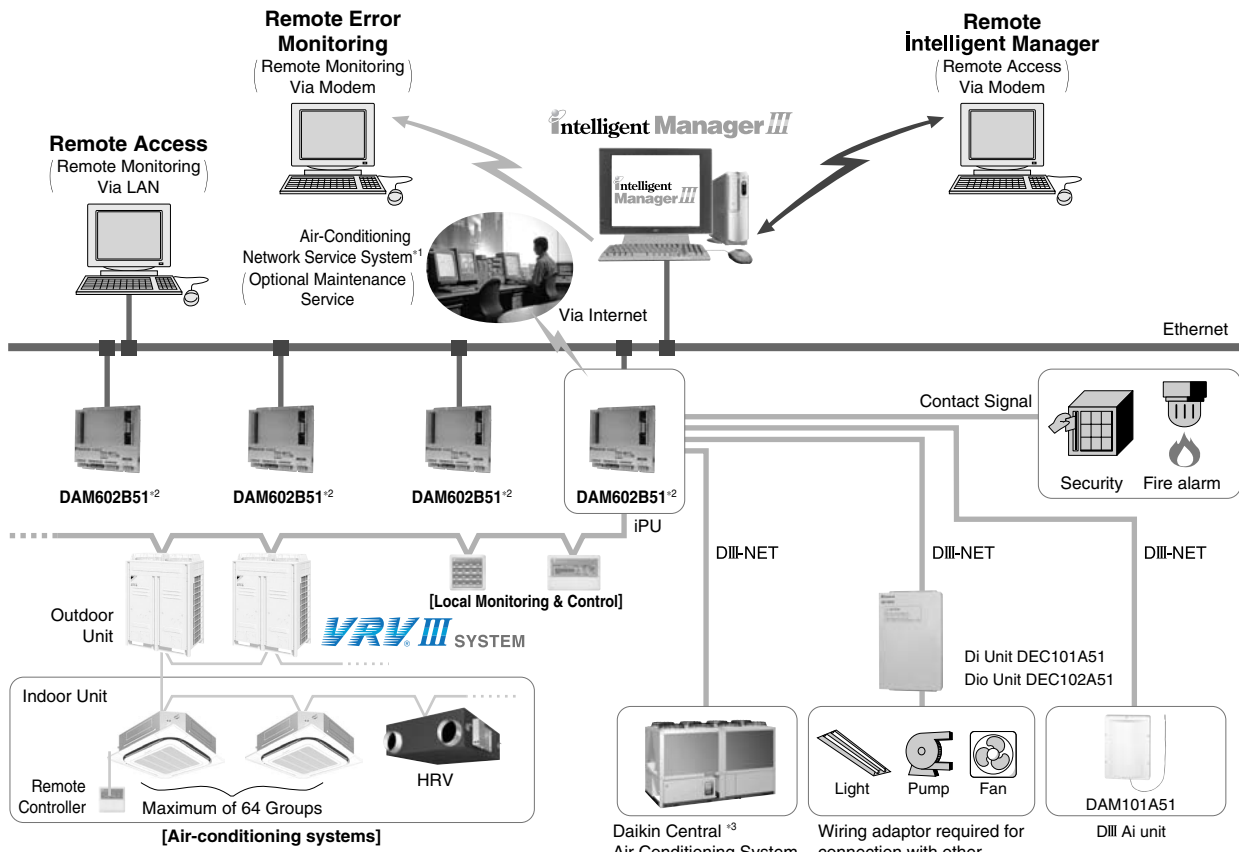 Remote Error
Monitoring
(Remote Monitoring
Via Modem)
Remote
intelligent Manager
(Remote Access
Via Modem)
intelligent Manager III
Remote Access
(Remote Monitoring
Via LAN)
intelligent
Manager III
Air-Conditioning
Network Service System*1
(Optional Maintenance
Service)
Via Internet
Ethernet
Contact Signal
Security Fire alarm
DAM602B51*2 DAM602B51*2 DAM602B51*2 DAM602B51*2
iPU
DIII-NET DIII-NET DIII-NET
[Local Monitoring & Control]
Outdoor
Unit
VRV III SYSTEM
Di Unit DEC101A51
Dio Unit DEC102A51
Indoor Unit
HRV
Remote
Controller
Maximum of 64 Groups
[Air-conditioning systems]
Light Pump Fan
DAM101A51
Daikin Central *3
Air Conditioning System
Wiring adaptor required for
connection with other
DIII Ai unit